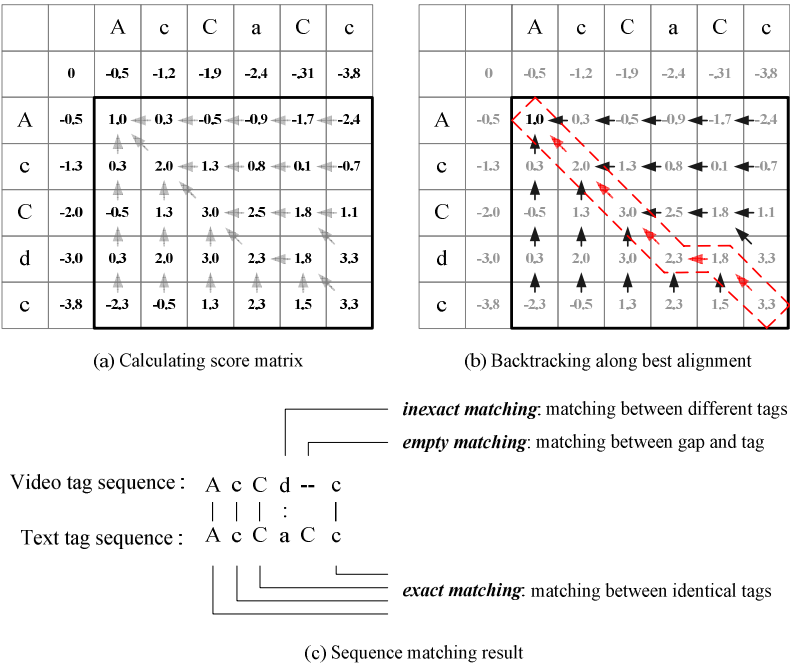 A c C a C c
0 -0.5 -1.2 -1.9 -2.4 -.31 -3.8
A -0.5 1.0 0.3 -0.5 -0.9 -1.7 -2.4
c -1.3 0.3 2.0 1.3 0.8 0.1 -0.7
C -2.0 -0.5 1.3 3.0 2.5 1.8 1.1
d -3.0 0.3 2.0 3.0 2.3 1.8 3.3
c -3.8 -2.3 -0.5 1.3 2.3 1.5 3.3
(a) Calculating score matrix
A c C a C c
0 -0.5 -1.2 -1.9 -2.4 -.31 -3.8
A -0.5 1.0 0.3 -0.5 -0.9 -1.7 -2.4
c -1.3 0.3 2.0 1.3 0.8 0.1 -0.7
C -2.0 -0.5 1.3 3.0 2.5 1.8 1.1
d -3.0 0.3 2.0 3.0 2.3 1.8 3.3
c -3.8 -2.3 -0.5 1.3 2.3 1.5 3.3
(b) Backtracking along best alignment
inexact matching: matching between different tags
empty matching: matching between gap and tag
Video tag sequence : A c C d -- c
| | | : |
Text tag sequence : A c C a C c
exact matching: matching between identical tags
(c) Sequence matching result